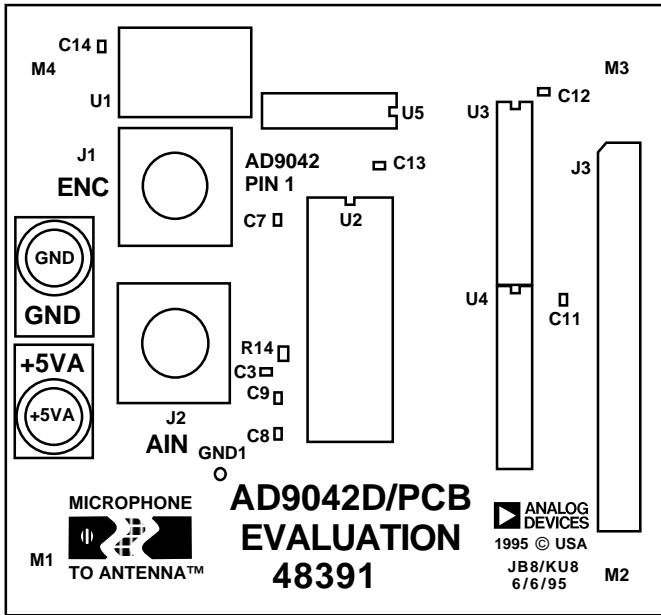 C14
M4
M3
U1
C12
U5
U3
J1
ENC
AD9042
PIN 1
C13
J3
C7
U2
GND
GND
U4
C11
+5VA
R14
C3
C9
+5VA
J2
AIN
C8
GND1
MICROPHONE
TO ANTENNA™
AD9042D/PCB
EVALUATION
48391
ANALOG
DEVICES
1995 © USA
JB8/KU8
6/6/95
M1
M2